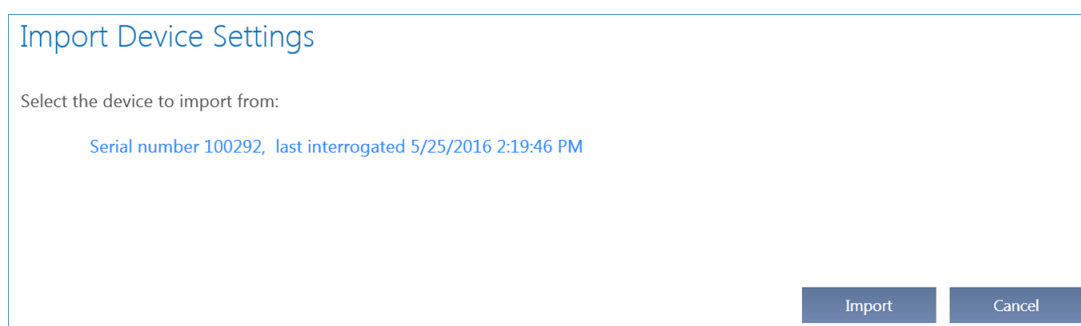 Import Device Settings
Select the device to import from:
Serial number 100292, last interrogated 5/25/2016 2:19:46 PM
Import
Cancel